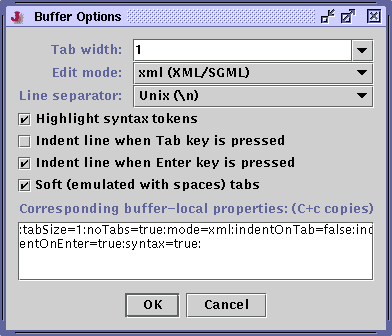 Buffer Options
Tab width: 1
Edit mode: xml (XML/SGML)
Line separator: Unix (\n)
Highlight syntax tokens
Indent line when Tab key is pressed
Indent line when Enter key is pressed
Soft (emulated with spaces) tabs
Corresponding buffer-local properties: (C+c copies)
:tabSize=1:noTabs=true:mode=xml:indentOnTab=false:ind
entOnEnter=true:syntax=true:
OK Cancel